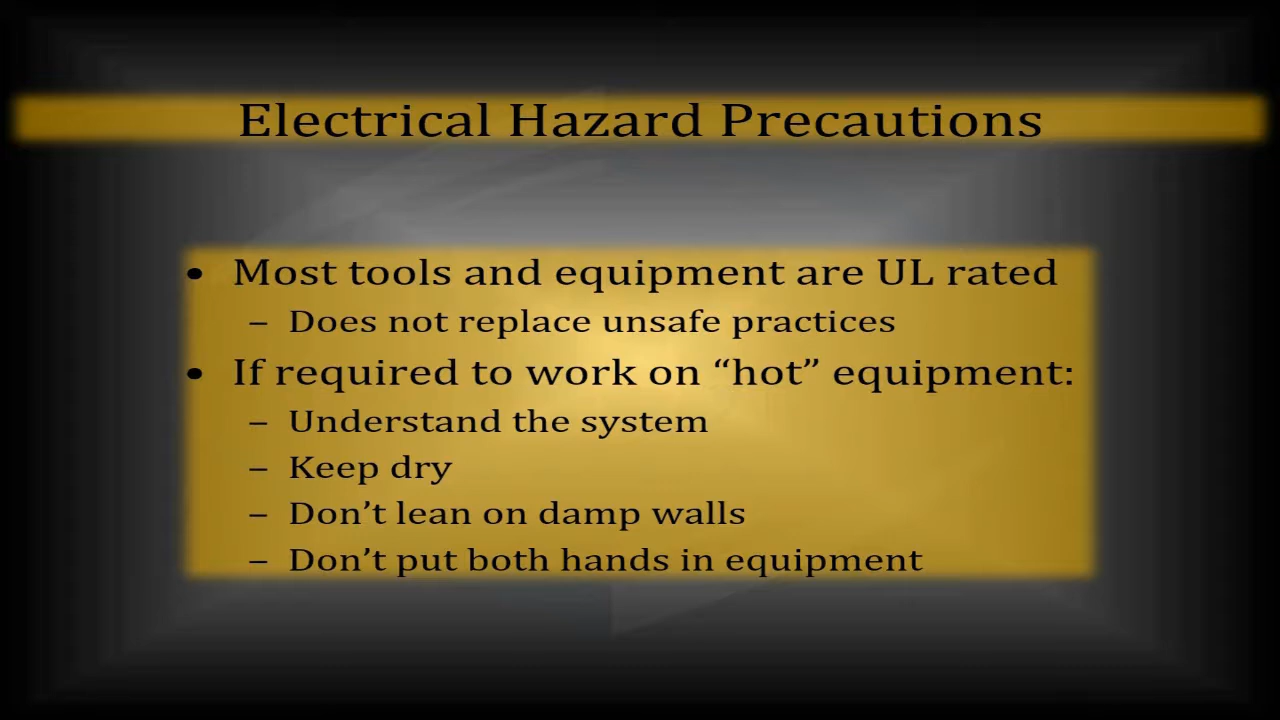 Electrical Hazard Precautions
• Most tools and equipment are UL rated
– Does not replace unsafe practices
• If required to work on “hot” equipment:
– Understand the system
– Keep dry
– Don’t lean on damp walls
– Don’t put both hands in equipment